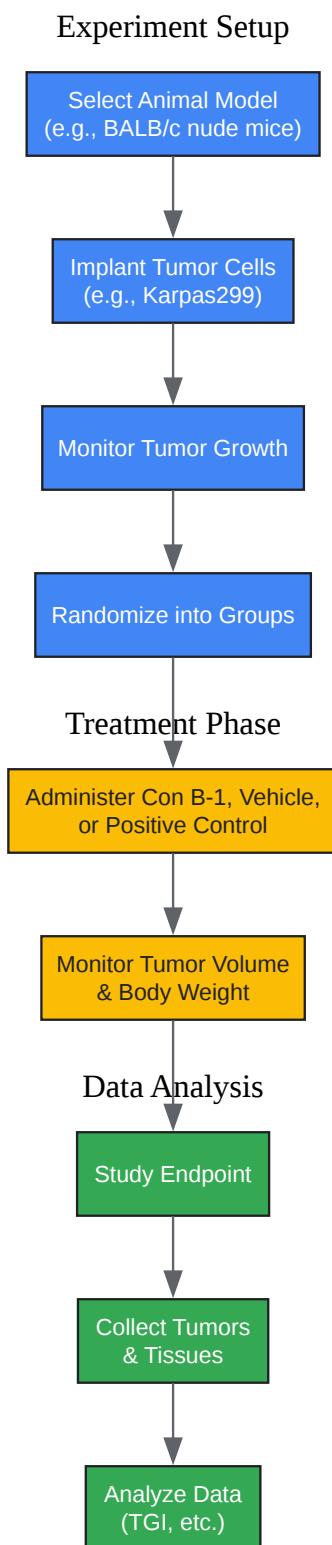 Experiment Setup
Select Animal Model
(e.g., BALB/c nude mice)
Implant Tumor Cells
(e.g., Karpas299)
Monitor Tumor Growth
Randomize into Groups
Treatment Phase
Administer Con B-1, Vehicle,
or Positive Control
Monitor Tumor Volume
& Body Weight
Data Analysis
Study Endpoint
Collect Tumors
& Tissues
Analyze Data
(TGI, etc.)